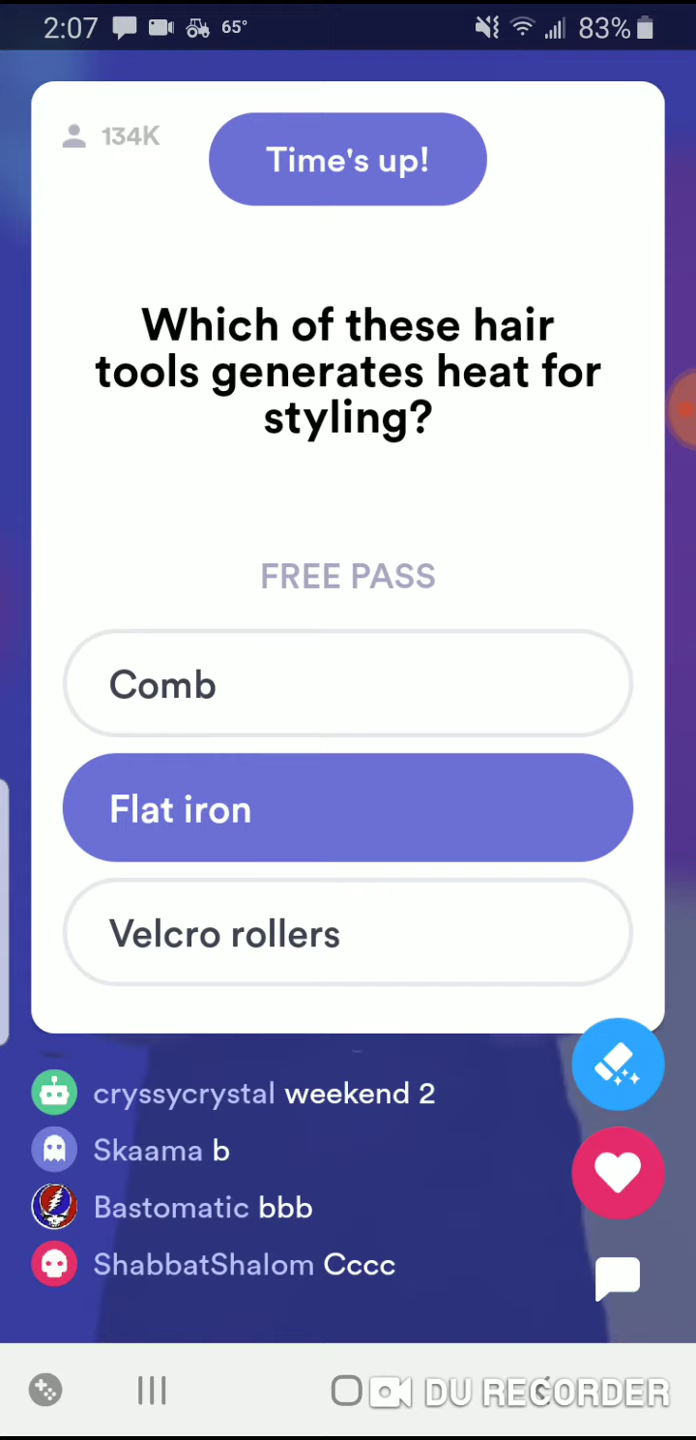 2:07 65° 83%
134K
Time's up!
Which of these hair
tools generates heat for
styling?
FREE PASS
Comb
Flat iron
Velcro rollers
cryssycrystal weekend 2
Skaama b
Bastomatic bbb
ShabbatShalom Cccc
DU RECORDER